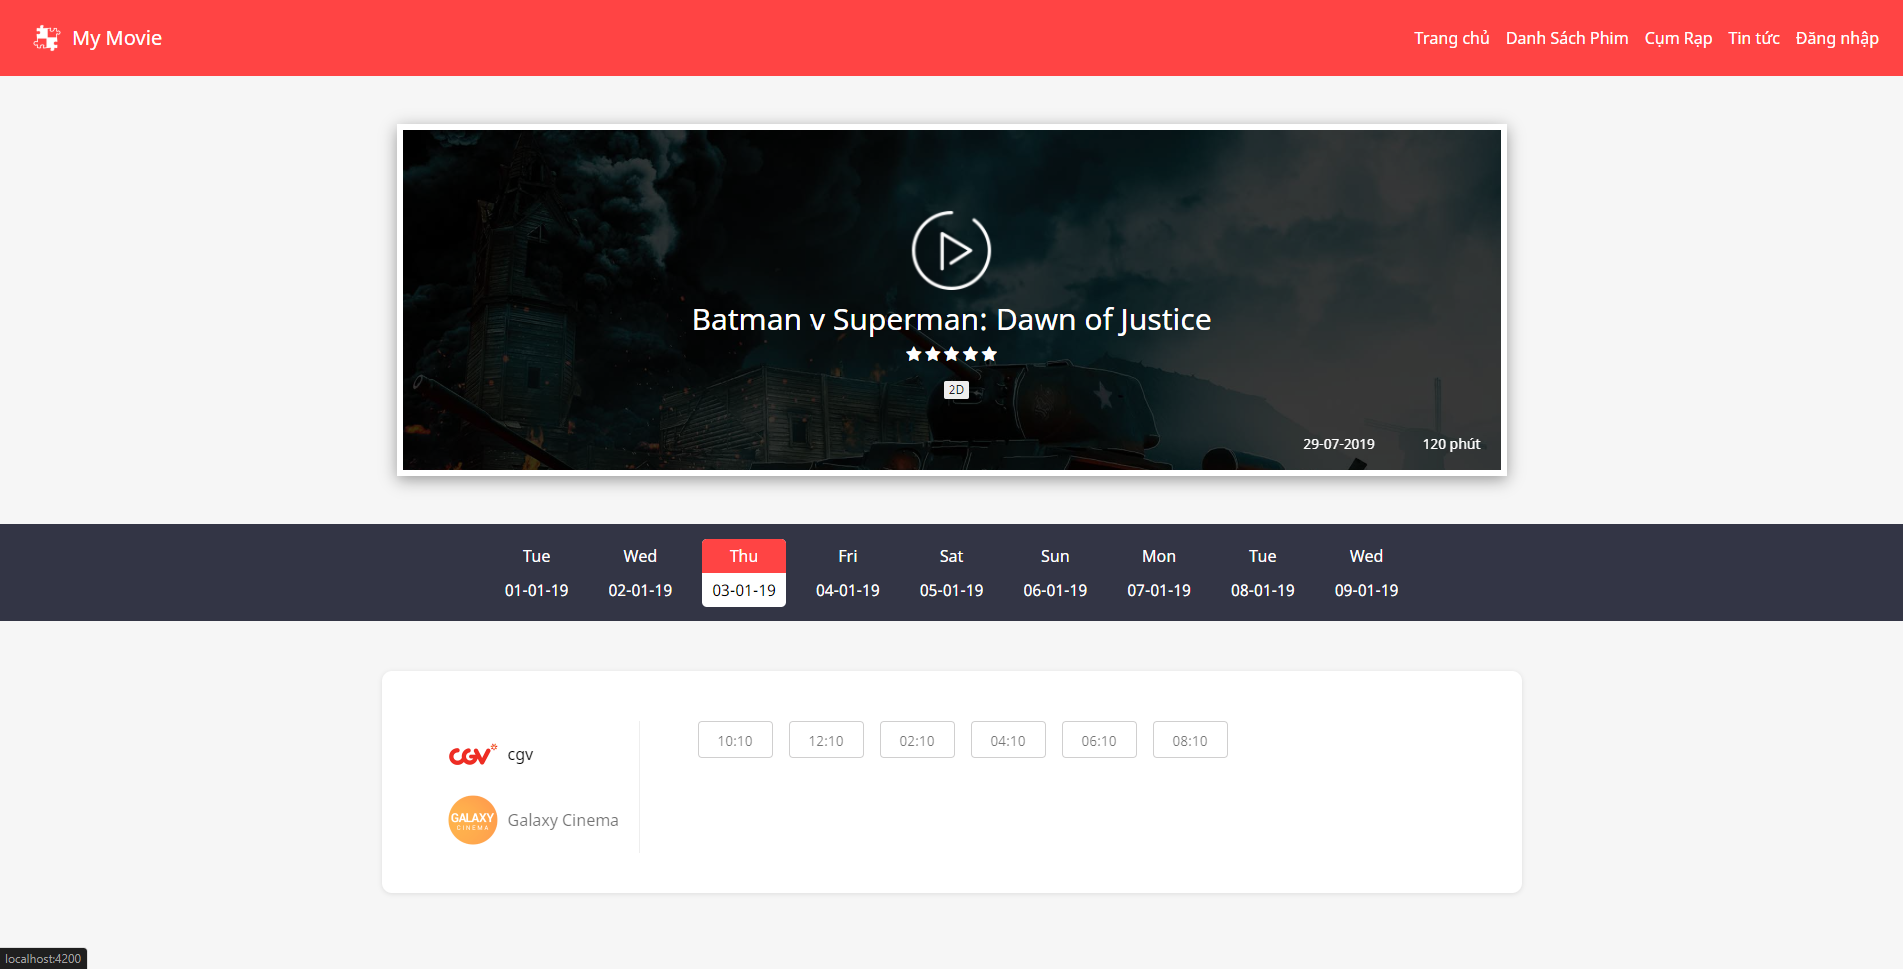 My Movie
Trang chủ Danh Sách Phim Cụm Rạp Tin tức Đăng nhập
Batman v Superman: Dawn of Justice
2D
29-07-2019 120 phút
Tue Wed Thu Fri Sat Sun Mon Tue Wed
01-01-19 02-01-19 03-01-19 04-01-19 05-01-19 06-01-19 07-01-19 08-01-19 09-01-19
10:10 12:10 02:10 04:10 06:10 08:10
CGV cgv
GALAXY
CINEMA
Galaxy Cinema
localhost:4200